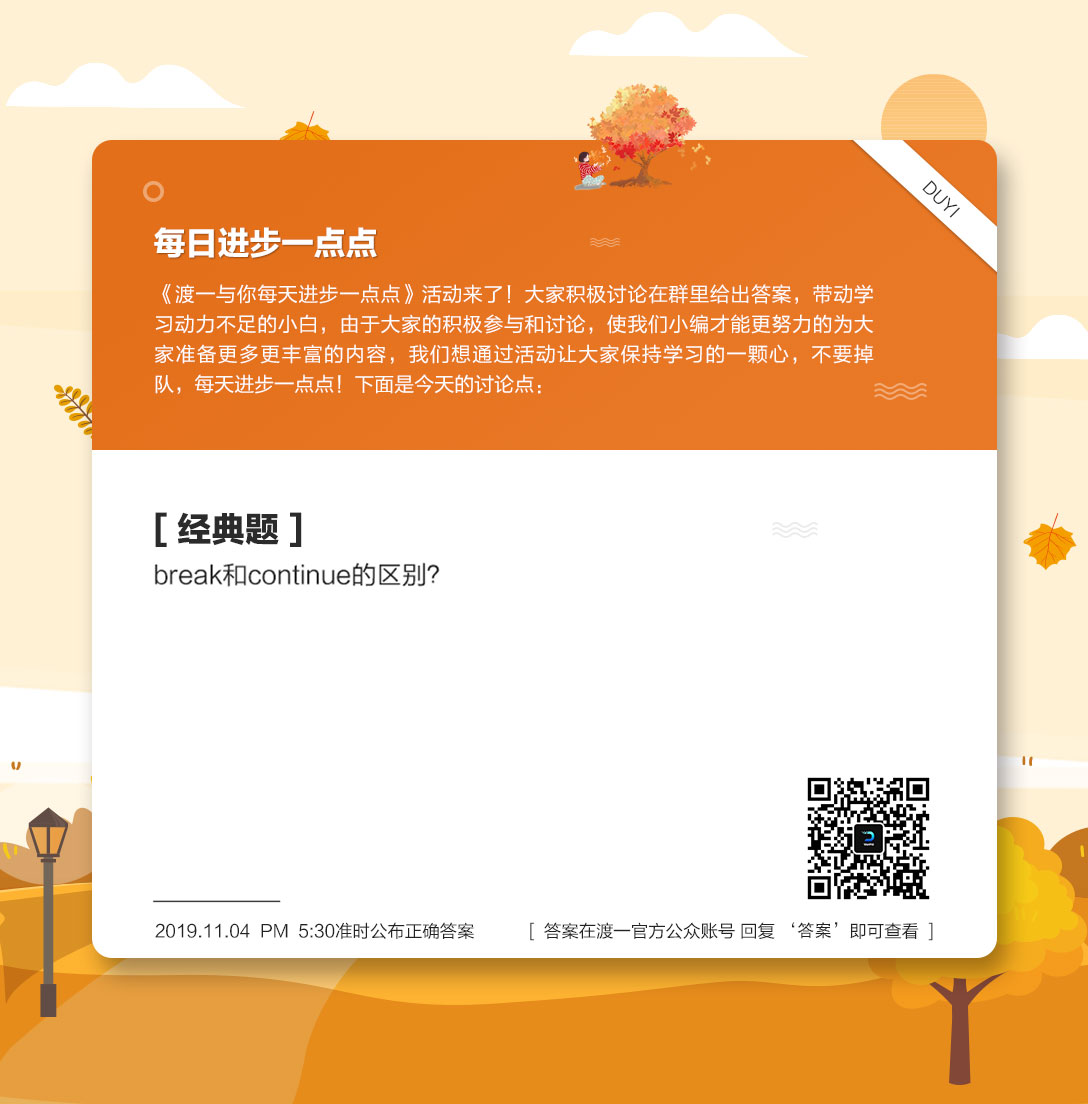 DUYI
每日进步一点点
《渡一与你每天进步一点点》活动来了！大家积极讨论在群里给出答案，带动学
习动力不足的小白，由于大家的积极参与和讨论，使我们小编才能更努力的为大
家准备更多更丰富的内容，我们想通过活动让大家保持学习的一颗心，不要掉
队，每天进步一点点！下面是今天的讨论点：
[ 经典题 ]
break和continue的区别?
2019.11.04 PM 5:30准时公布正确答案
[ 答案在渡一官方公众账号 回复 ‘答案’即可查看 ]